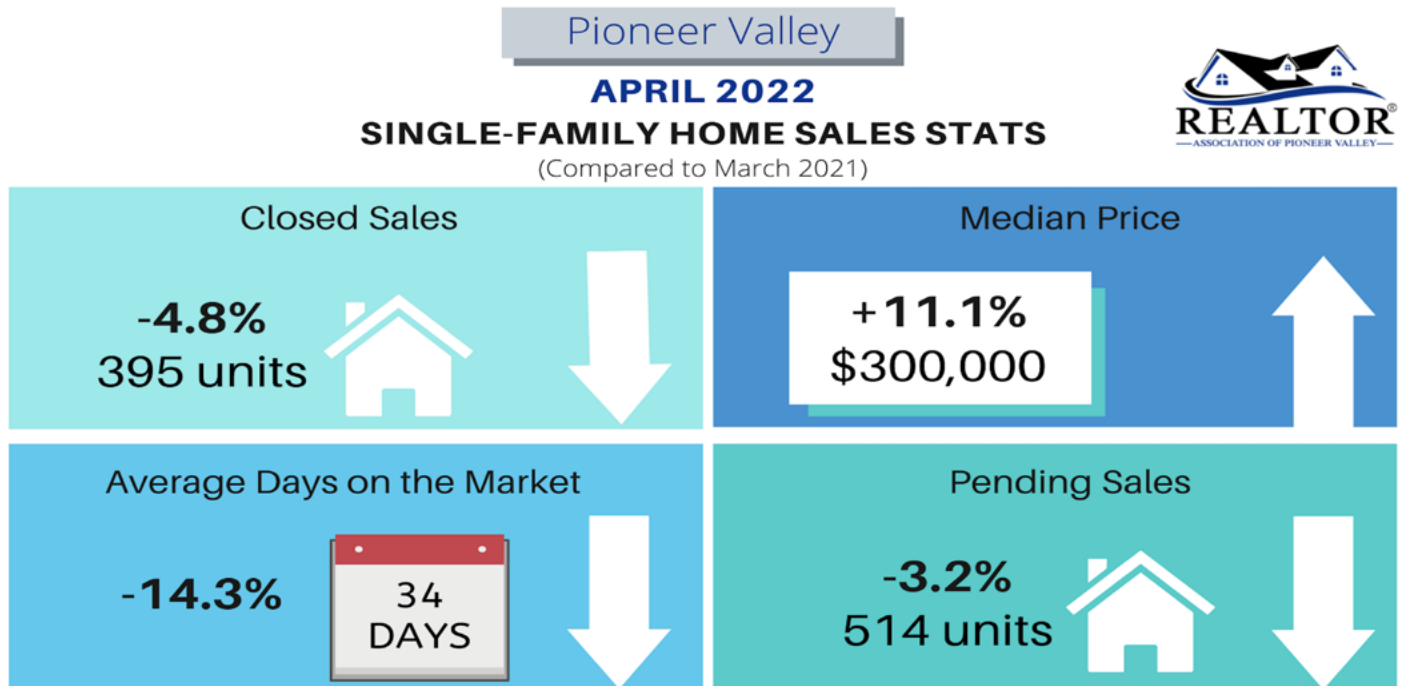 Pioneer Valley
APRIL 2022
SINGLE-FAMILY HOME SALES STATS
(Compared to March 2021)
REALTOR®
ASSOCIATION OF PIONEER VALLEY
Closed Sales
-4.8%
395 units
Median Price
+11.1%
$300,000
Average Days on the Market
-14.3%
34
DAYS
Pending Sales
-3.2%
514 units